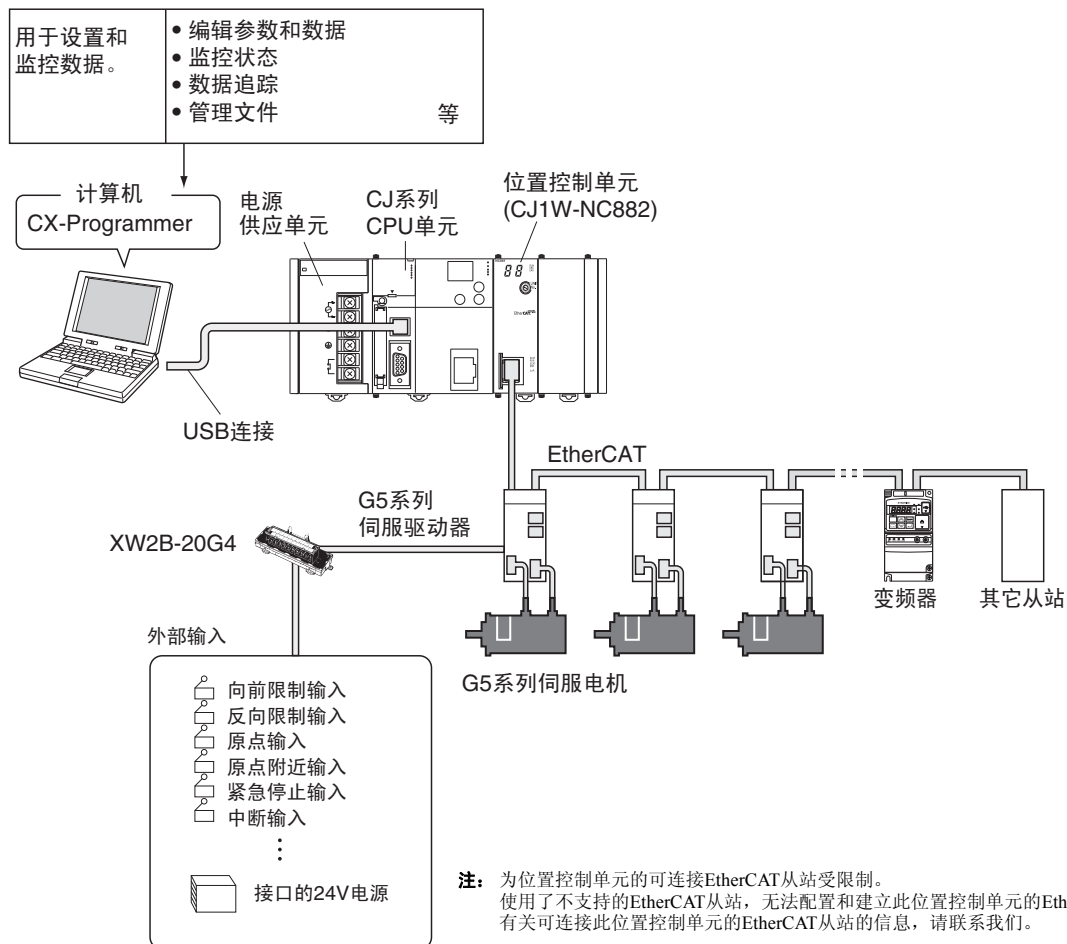 用于设置和
监控数据。
• 编辑参数和数据
• 监控状态
• 数据追踪
• 管理文件 等
计算机
CX-Programmer
电源
供应单元
CJ系列
CPU单元
位置控制单元
(CJ1W-NC882)
EtherCAT
USB连接
EtherCAT
G5系列
伺服驱动器
XW2B-20G4
变频器
其它从站
G5系列伺服电机
外部输入
向前限制输入
反向限制输入
原点输入
原点附近输入
紧急停止输入
中断输入
接口的24V电源
注： 为位置控制单元的可连接EtherCAT从站受限制。
使用了不支持的EtherCAT从站，无法配置和建立此位置控制单元的Eth
有关可连接此位置控制单元的EtherCAT从站的信息，请联系我们。